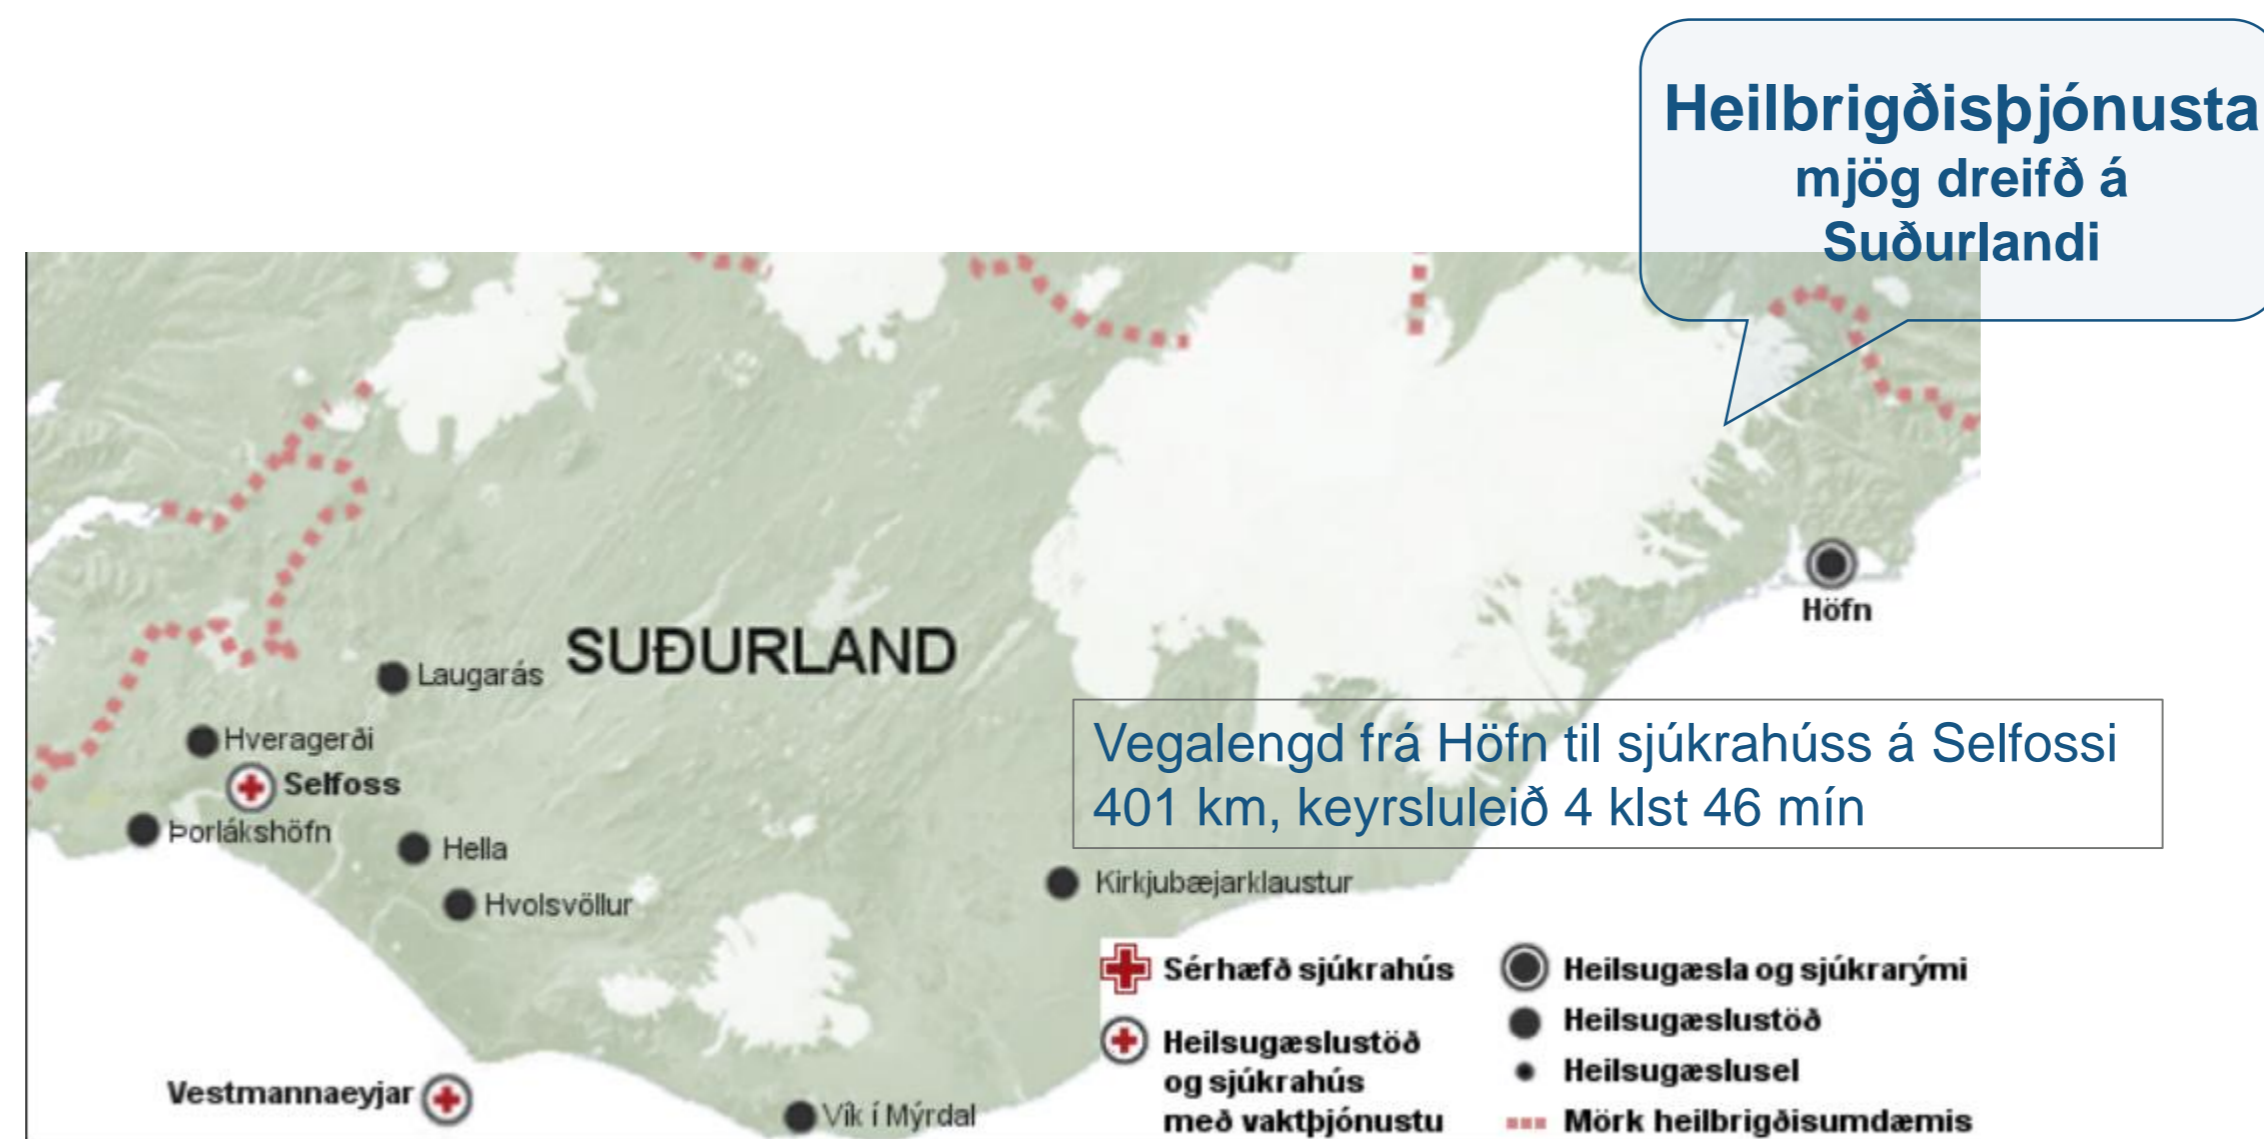 Heilbrigðisþjónusta
mjög dreifð á
Suðurlandi
Höfn
SUÐURLAND
Laugarás
Vegalengd frá Höfn til sjúkrahúss á Selfossi
401 km, keyrsluleið 4 klst 46 mín
Hveragerði
Selfoss
Þorlákshöfn
Hella
Kirkjubæjarklaustur
Hvolsvöllur
Vestmannaeyjar
Vík í Mýrdal
Sérhæfð sjúkrahús
Heilsugæslustöð
og sjúkrahús
með vaktþjónustu
Heilsugæsla og sjúkrarými
Heilsugæslustöð
Heilsugæslusel
Mörk heilbrigðisumdæmis